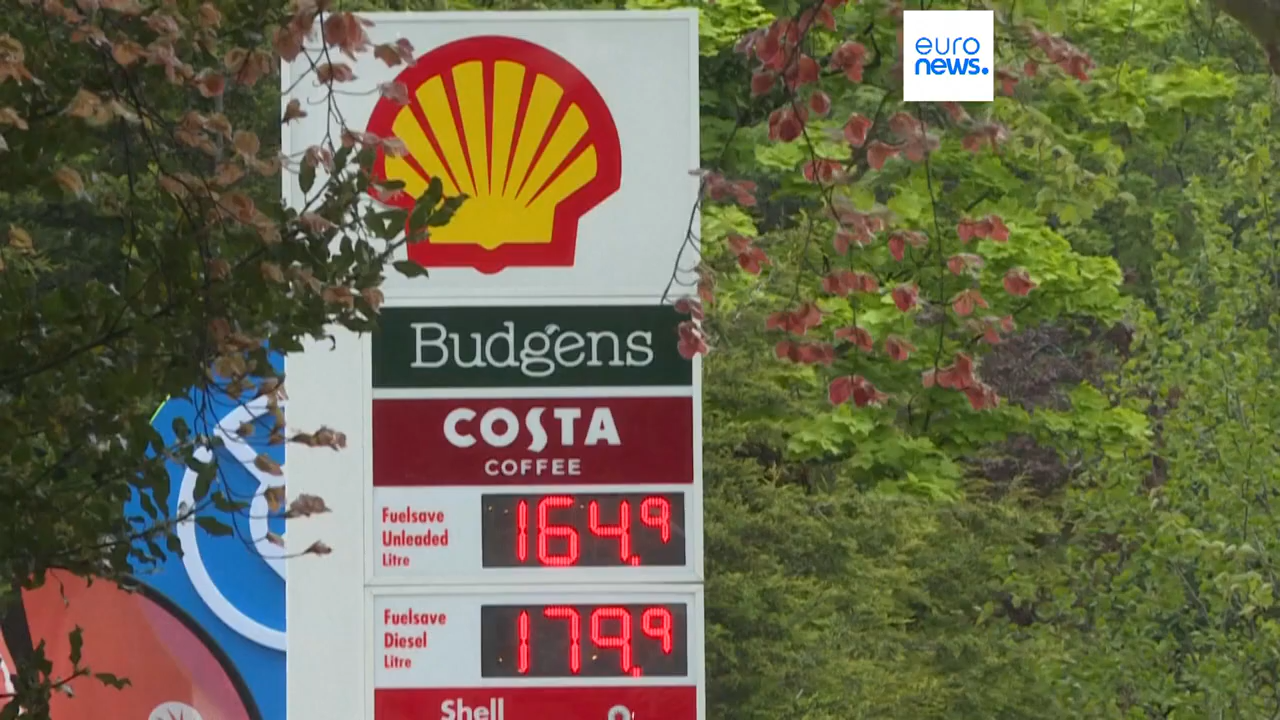 euro
news.
Budgens
COSTA
COFFEE
Fuelsave
Unleaded
Litre
164.9
Fuelsave
Diesel
Litre
179.9
Shell